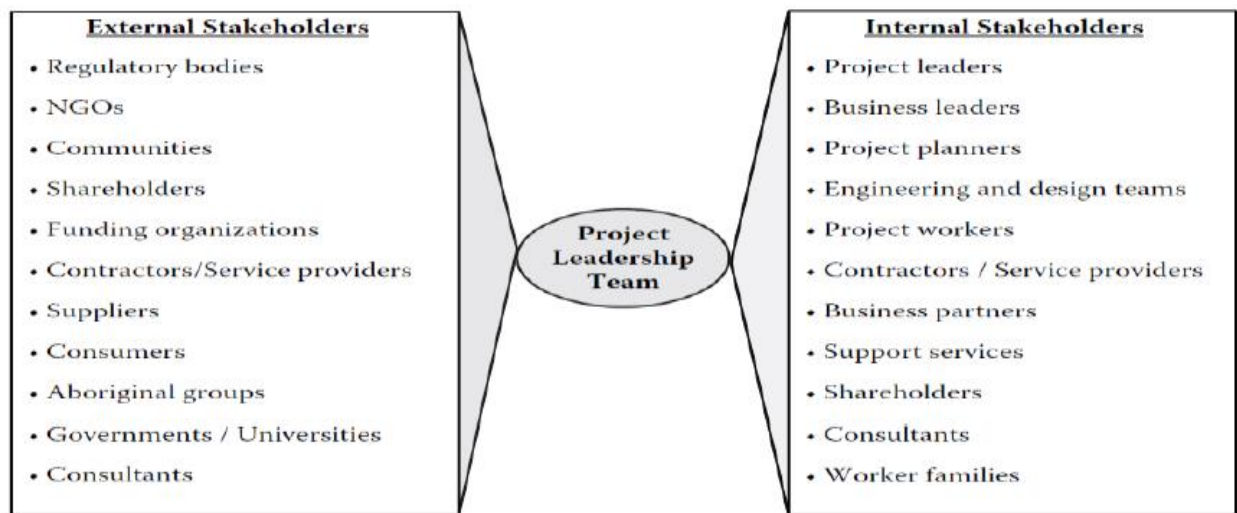 External Stakeholders
• Regulatory bodies
• NGOs
• Communities
• Shareholders
• Funding organizations
• Contractors/Service providers
• Suppliers
• Consumers
• Aboriginal groups
• Governments / Universities
• Consultants
Project
Leadership
Team
Internal Stakeholders
• Project leaders
• Business leaders
• Project planners
• Engineering and design teams
• Project workers
• Contractors / Service providers
• Business partners
• Support services
• Shareholders
• Consultants
• Worker families